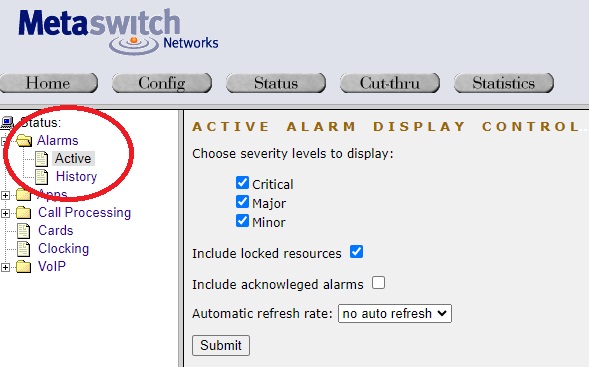 Metaswitch
Networks
Home Config Status Cut-thru Statistics
Status:
Alarms
Active
History
Apps
Call Processing
Cards
Clocking
VoIP
ACTIVE ALARM DISPLAY CONTROL
Choose severity levels to display:
Critical
Major
Minor
Include locked resources
Include acknowleged alarms
Automatic refresh rate: no auto refresh
Submit